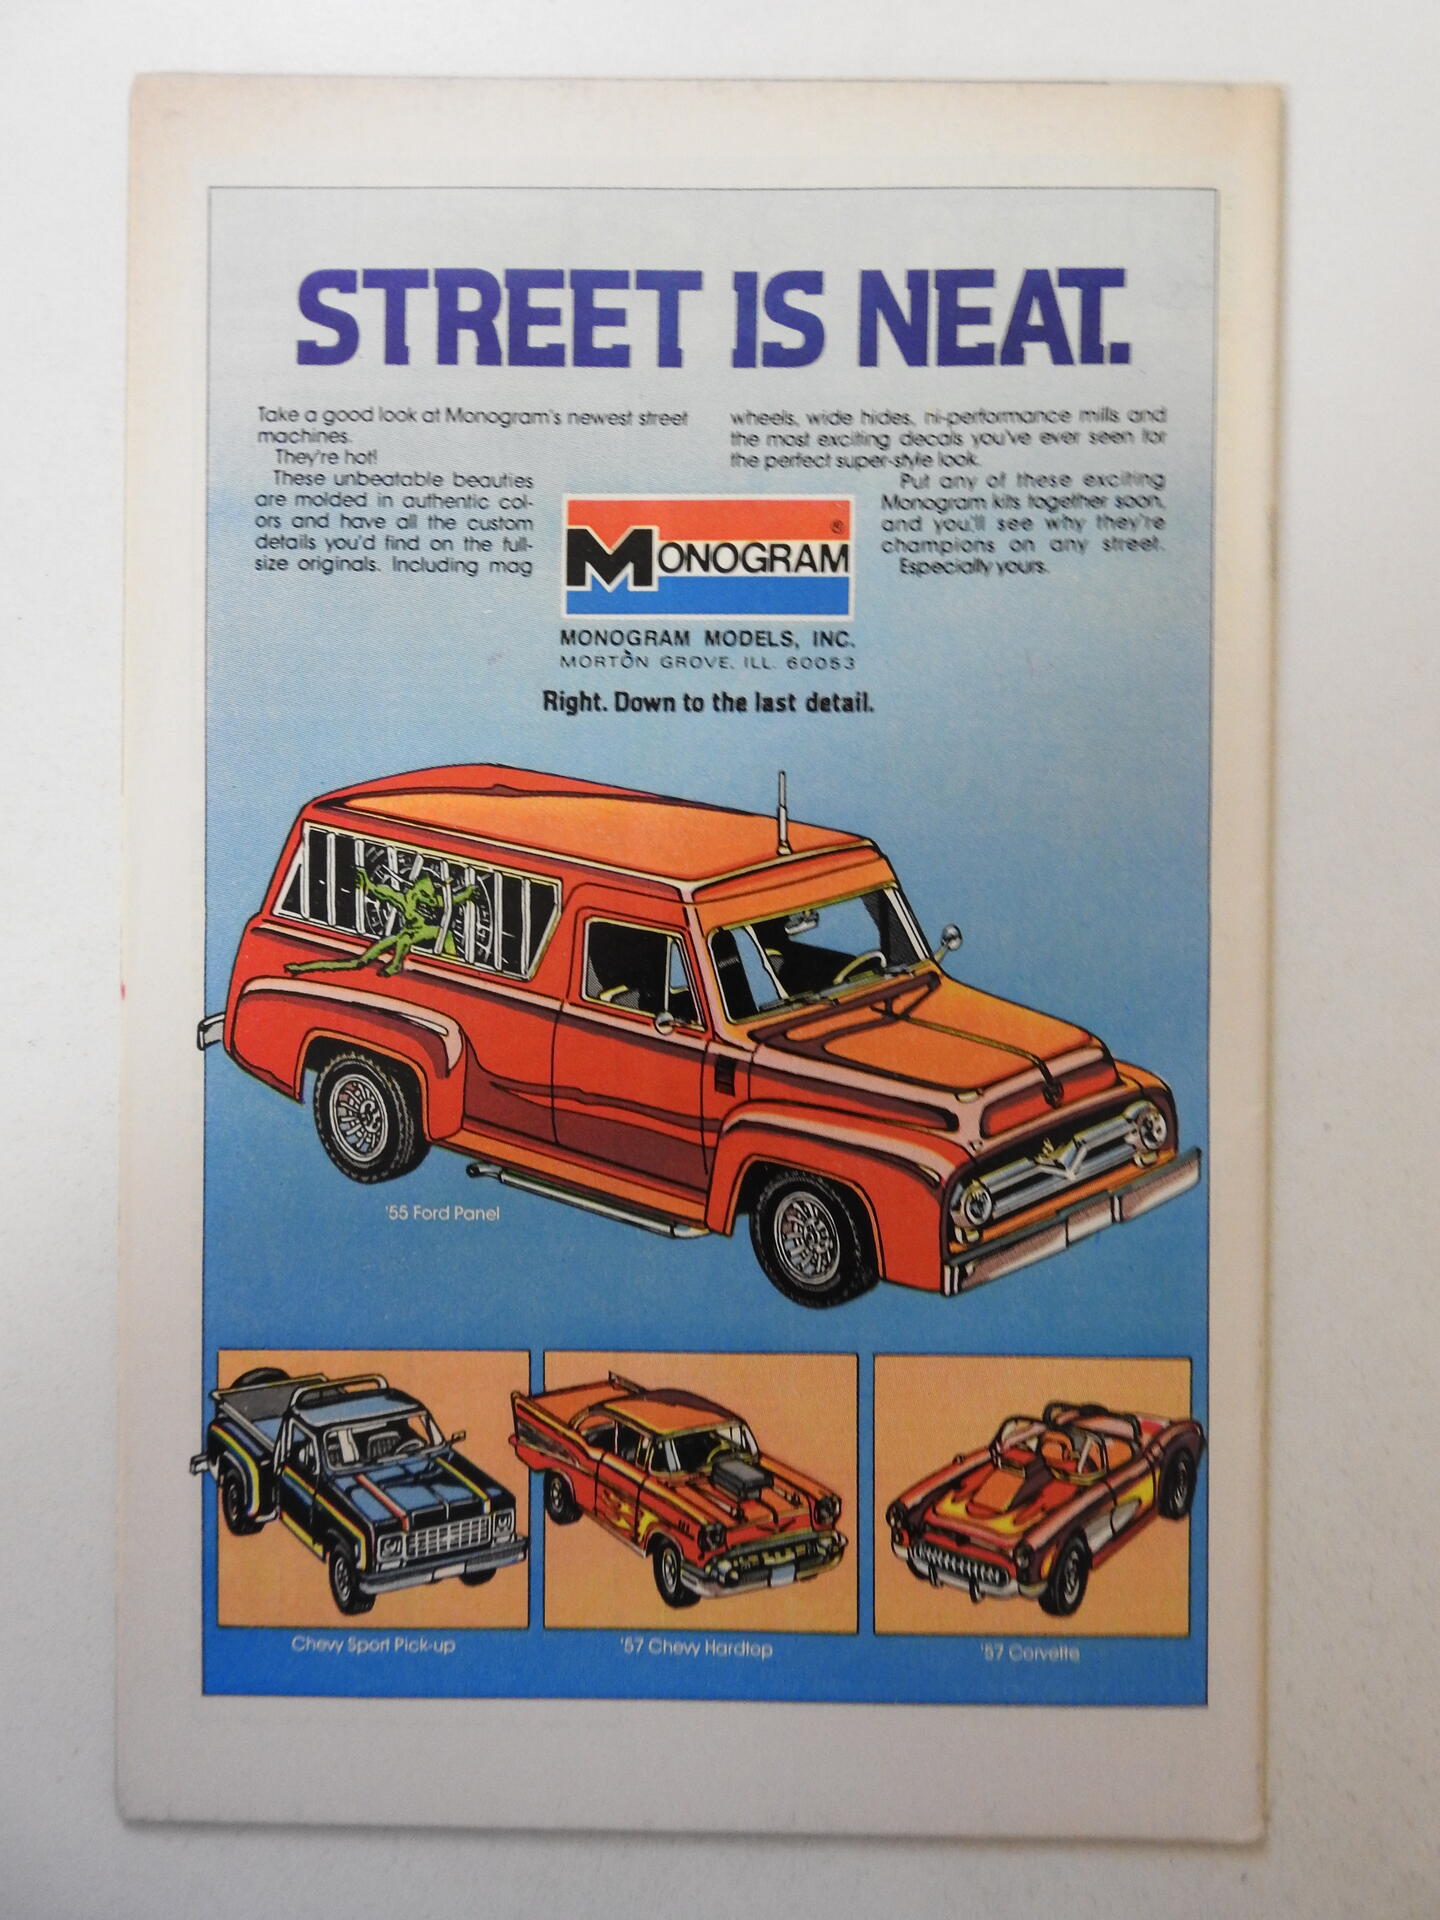 STREET IS NEAT.
Take a good look at Monogram's newest street
machines.
They're hot!
These unbeatable beauties
are molded in authentic col-
ors and have all the custom
details you'd find on the full-
size originals. Including mag
wheels, wide hides, hi-performance mills and
the most exciting decals you've ever seen for
the perfect super-style look.
Put any of these exciting
Monogram kits together soon,
and you'll see why they're
champions on any street.
Especially yours.
MONOGRAM ®
MONOGRAM MODELS, INC.
MORTON GROVE, ILL. 60053
Right. Down to the last detail.
'55 Ford Panel
Chevy Sport Pick-up
'57 Chevy Hardtop
'57 Corvette